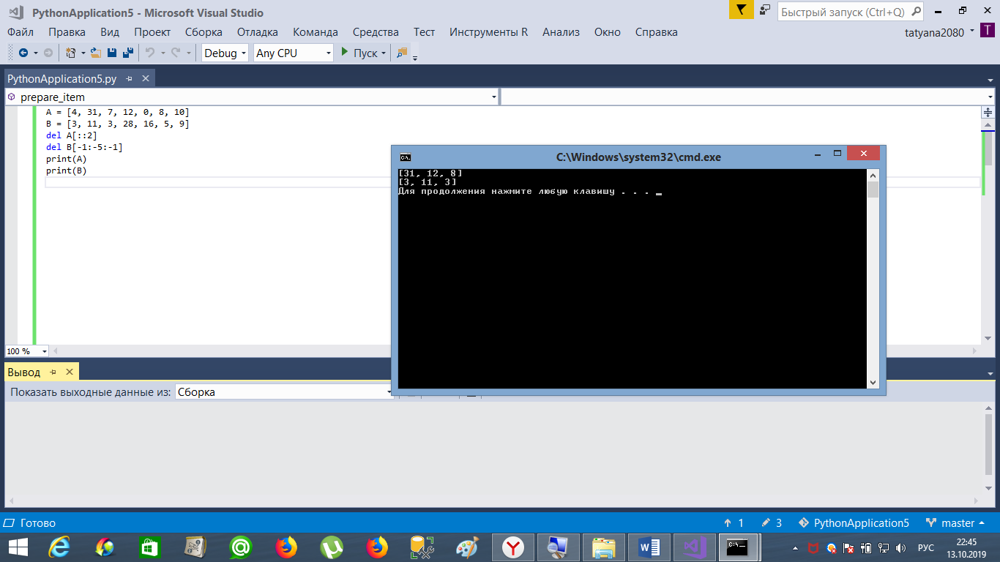 PythonApplication5 - Microsoft Visual Studio
Быстрый запуск (Ctrl+Q)
Файл Правка Вид Проект Сборка Отладка Команда Средства Тест Инструменты R Анализ Окно Справка
tatyana2080 T
Debug Any CPU Пуск
PythonApplication5.py
prepare_item
A = [4, 31, 7, 12, 0, 8, 10]
B = [3, 11, 3, 28, 16, 5, 9]
del A[::2]
del B[-1:-5:-1]
print(A)
print(B)
C:\Windows\system32\cmd.exe
[31, 12, 8]
[3, 11, 3]
Для продолжения нажмите любую клавишу . . .
100 %
Вывод
Показать выходные данные из: Сборка
Готово
1 3 PythonApplication5 master
РУС
22:45
13.10.2019